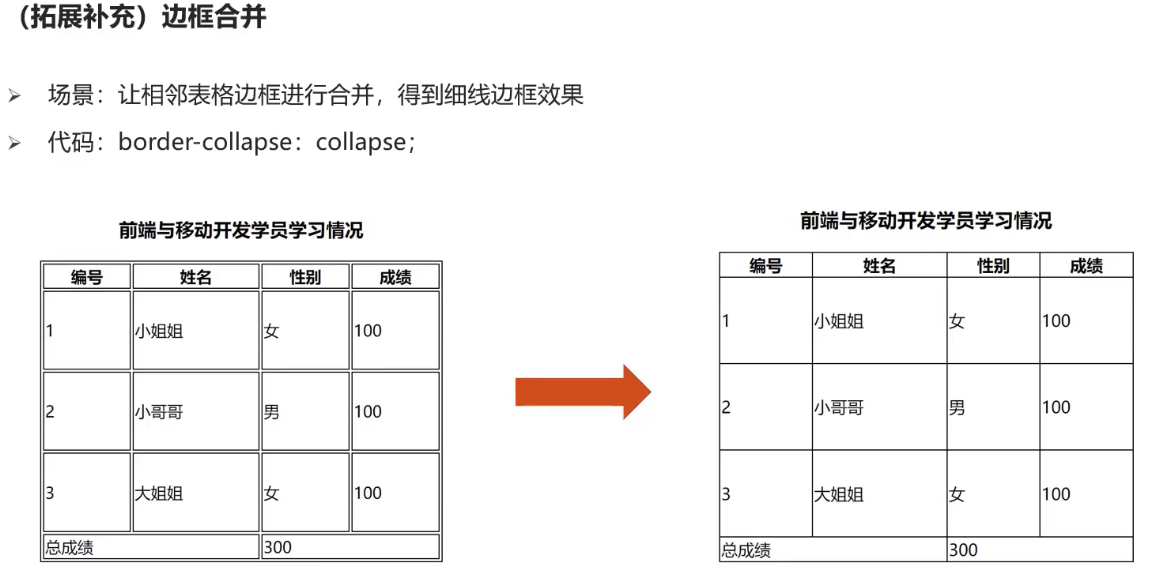 （拓展补充）边框合并
场景：让相邻表格边框进行合并，得到细线边框效果
代码：border-collapse：collapse；
前端与移动开发学员学习情况
编号 姓名 性别 成绩
1 小姐姐 女 100
2 小哥哥 男 100
3 大姐姐 女 100
总成绩 300
前端与移动开发学员学习情况
编号 姓名 性别 成绩
1 小姐姐 女 100
2 小哥哥 男 100
3 大姐姐 女 100
总成绩 300